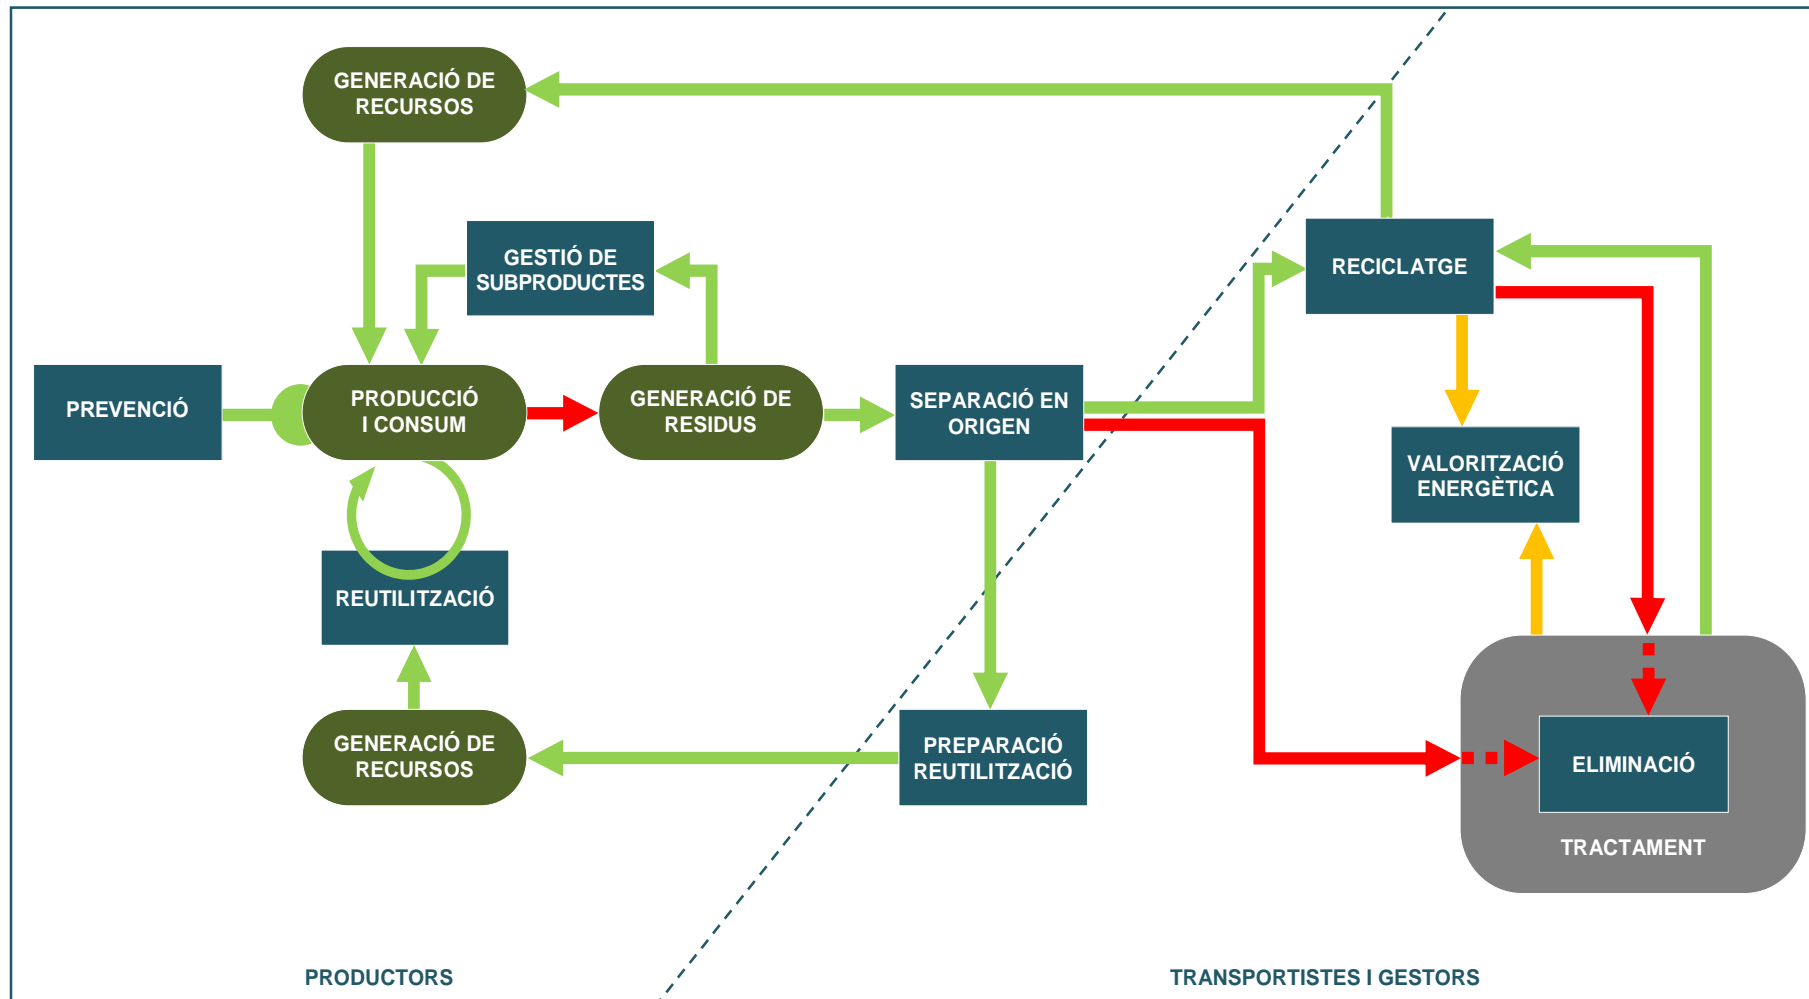 GENERACIÓ DE
RECURSOS
GESTIÓ DE
SUBPRODUCTES
RECICLATGE
PREVENCIÓ
PRODUCCIÓ
I CONSUM
GENERACIÓ DE
RESIDUS
SEPARACIÓ EN
ORIGEN
VALORITZACIÓ
ENERGÈTICA
REUTILITZACIÓ
GENERACIÓ DE
RECURSOS
PREPARACIÓ
REUTILITZACIÓ
ELIMINACIÓ
TRACTAMENT
PRODUCTORS
TRANSPORTISTES I GESTORS